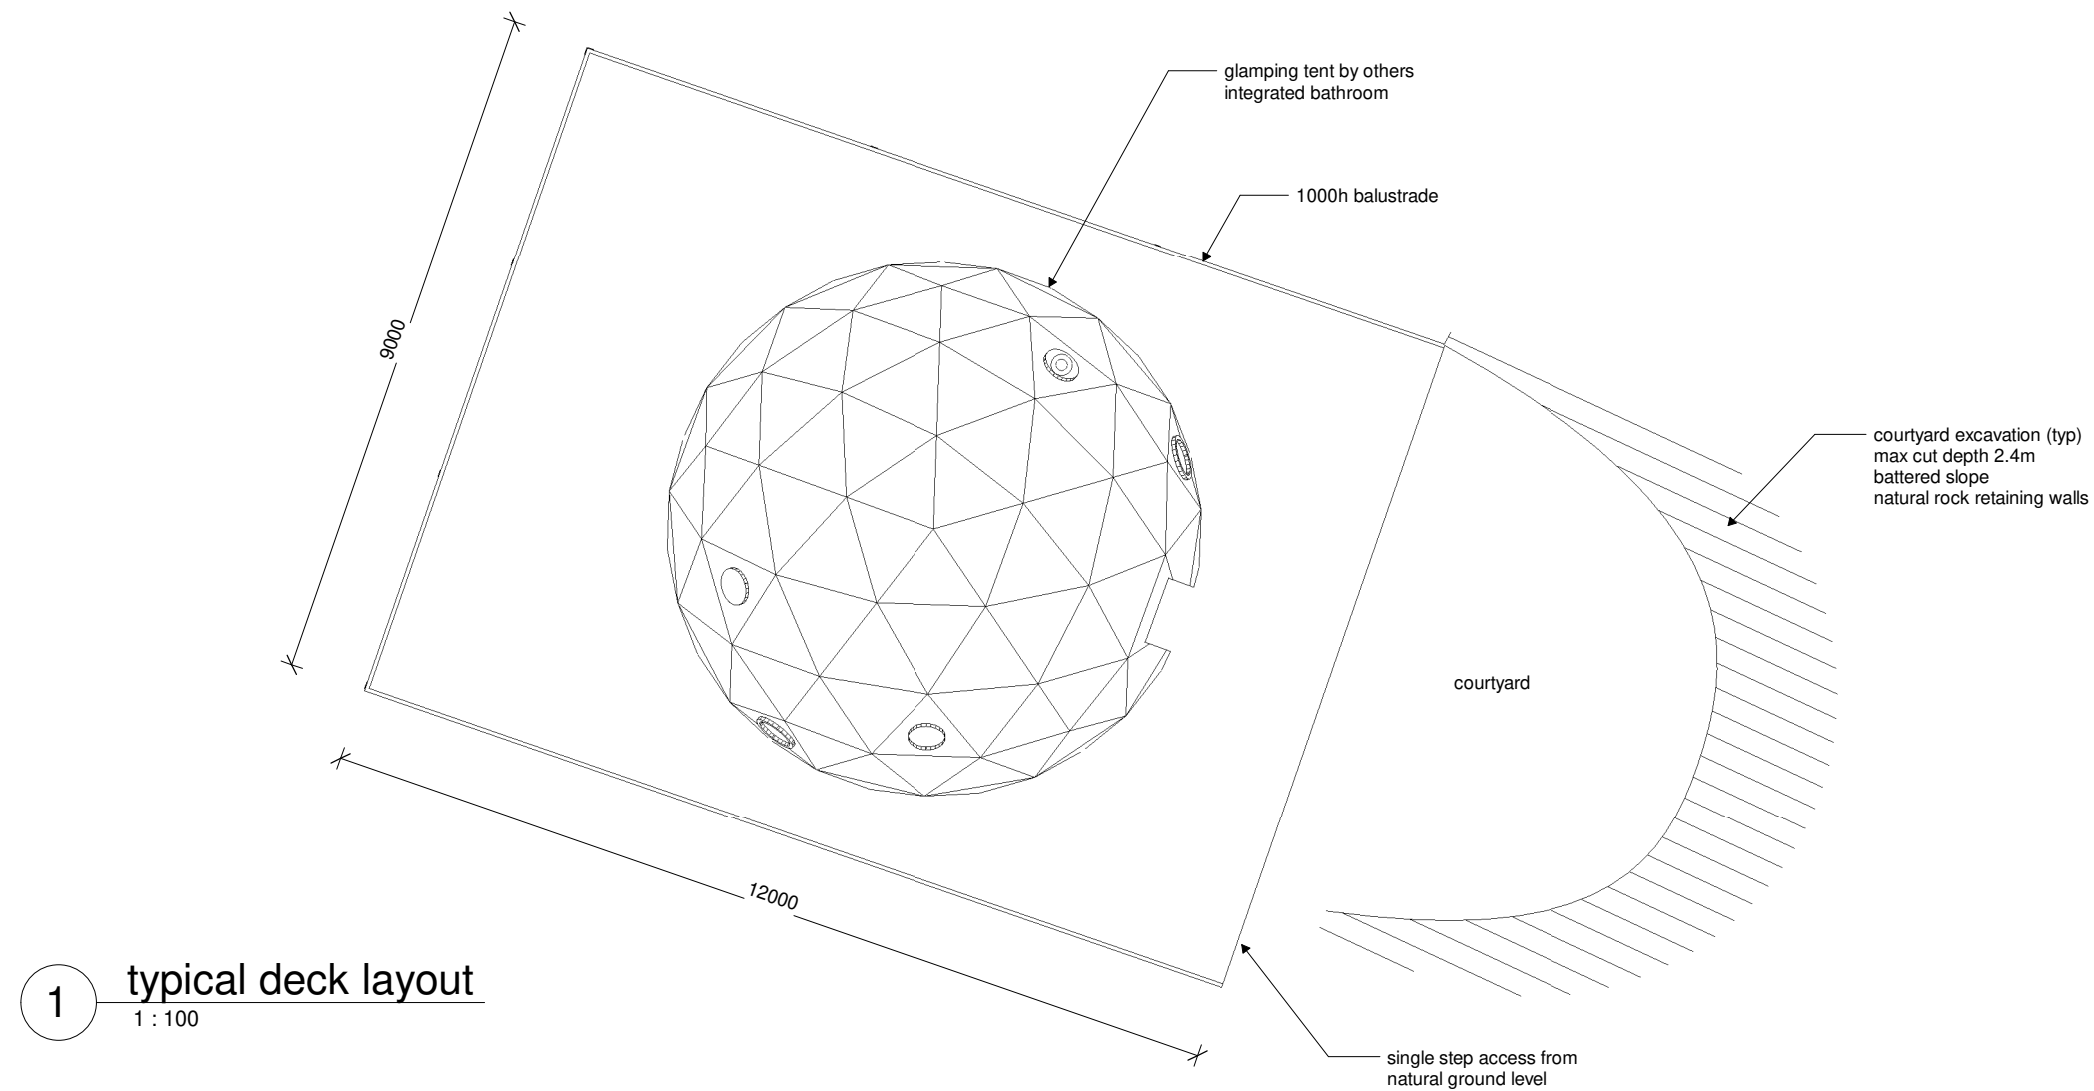 glamping tent by others
integrated bathroom
1000h balustrade
9000
courtyard excavation (typ)
max cut depth 2.4m
battered slope
natural rock retaining walls
courtyard
12000
1
typical deck layout
1 : 100
single step access from
natural ground level